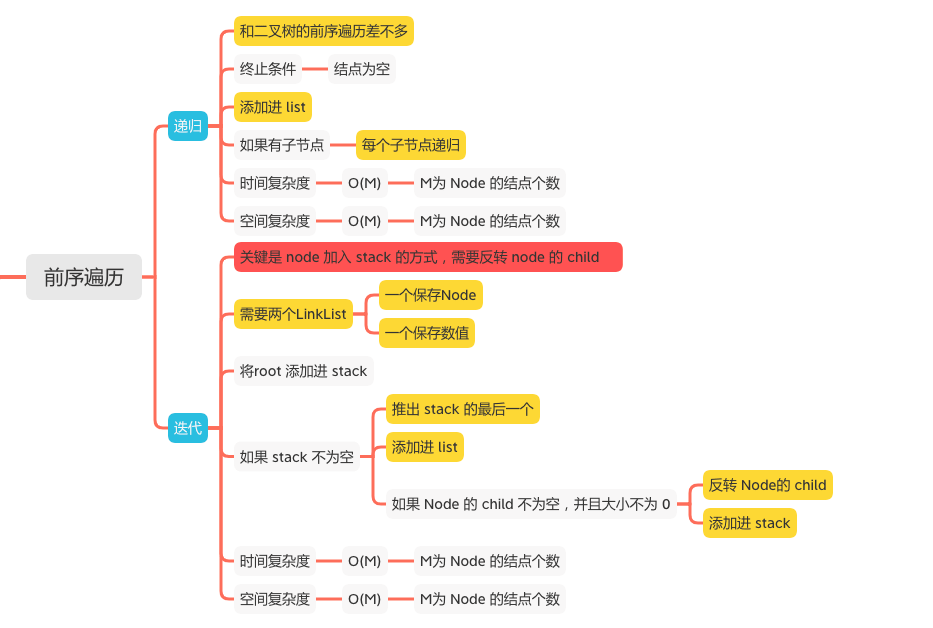 前序遍历
递归
和二叉树的前序遍历差不多
终止条件
结点为空
添加进 list
如果有子节点
每个子节点递归
时间复杂度
O(M)
M为 Node 的结点个数
空间复杂度
O(M)
M为 Node 的结点个数
迭代
关键是 node 加入 stack 的方式，需要反转 node 的 child
需要两个LinkList
一个保存Node
一个保存数值
将root 添加进 stack
如果 stack 不为空
推出 stack 的最后一个
添加进 list
如果 Node 的 child 不为空，并且大小不为 0
反转 Node的 child
添加进 stack
时间复杂度
O(M)
M为 Node 的结点个数
空间复杂度
O(M)
M为 Node 的结点个数